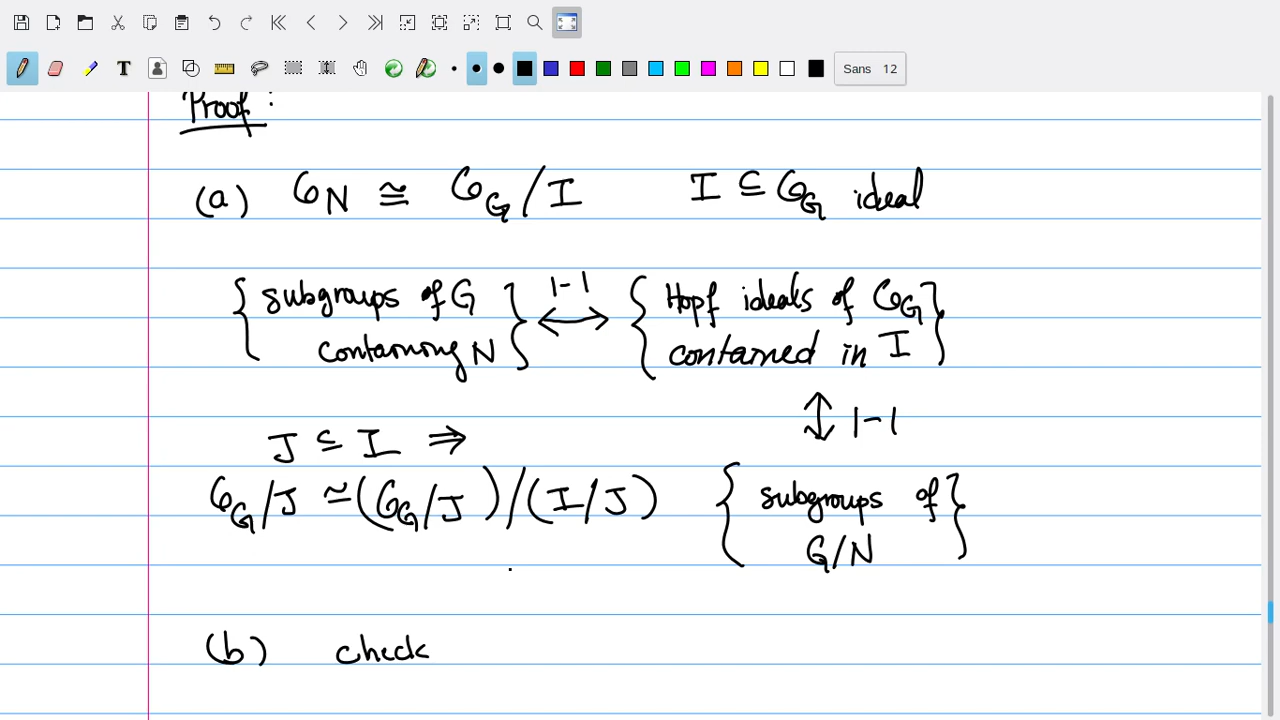 Sans 12
Proof :
(a) 𝒪_N ≅ 𝒪_G / I I ⊆ 𝒪_G ideal
{ subgroups of G containing N } 1-1 ⟷ { Hopf ideals of 𝒪_G contained in I }
↕ 1-1
J ⊆ I ⇒
𝒪_G/J ≅ (𝒪_G/J) / (I/J) { subgroups of G/N }
(b) check